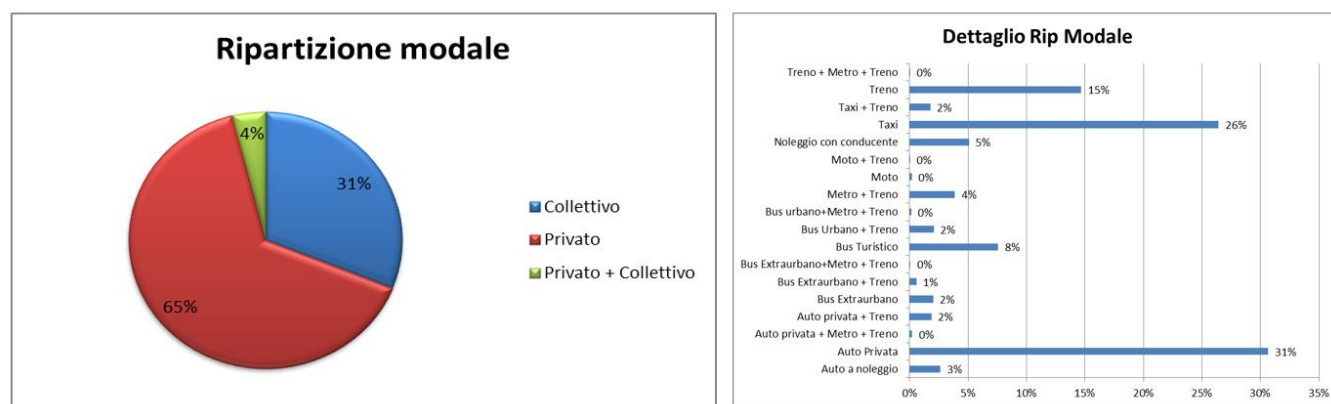 Ripartizione modale
4%
31%
65%
Collettivo
Privato
Privato + Collettivo
Dettaglio Rip Modale
Treno + Metro + Treno 0%
Treno 15%
Taxi + Treno 2%
Taxi 26%
Noleggio con conducente 5%
Moto + Treno 0%
Moto 0%
Metro + Treno 4%
Bus urbano+Metro + Treno 0%
Bus Urbano + Treno 2%
Bus Turistico 8%
Bus Extraurbano+Metro + Treno 0%
Bus Extraurbano + Treno 1%
Bus Extraurbano 2%
Auto privata + Treno 2%
Auto privata + Metro + Treno 0%
Auto Privata 31%
Auto a noleggio 3%
0% 5% 10% 15% 20% 25% 30% 35%